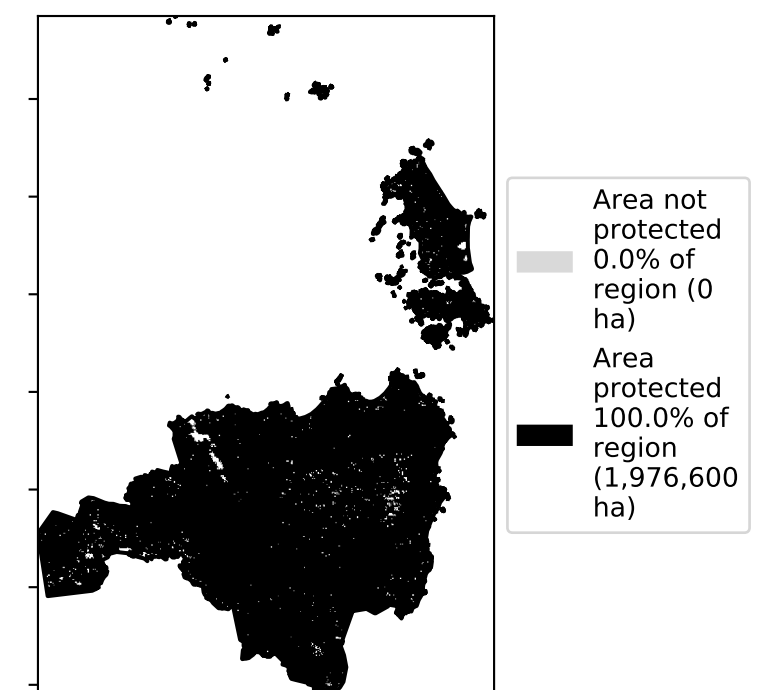 Area not
protected
0.0% of
region (0
ha)
Area
protected
100.0% of
region
(1,976,600
ha)